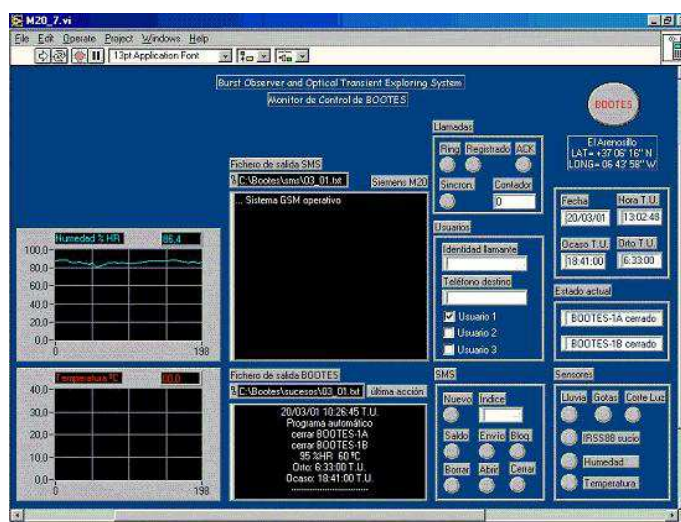 M20_7.vi
File Edit Operate Project Windows Help
13pt Application Font
Burst Observer and Optical Transient Exploring System
Monitor de Control de BOOTES
BOOTES
El Arenosillo
LAT= +37 06' 16" N
LONG= 06 43' 58" W
Llamadas
Ring Registrado ACK
Sincron. Contador
0
Fichero de salida SMS
C:\Bootes\sms\03_01.txt Siemens M20
... Sistema GSM operativo
Fecha Hora T.U.
20/03/01 13:02:48
Ocaso T.U. Orto T.U.
18:41:00 6:33:00
Usuarios
Identidad llamante
Teléfono destino
Usuario 1
Usuario 2
Usuario 3
Estado actual
BOOTES-1A cerrado
BOOTES-1B cerrado
Humedad % HR 86,4
100,0
80,0
60,0
40,0
20,0
0,0
0 198
Temperatura ºC 00,0
40,0
30,0
20,0
10,0
0,0
0 198
Fichero de salida BOOTES
C:\Bootes\sucesos\03_01.txt última acción
20/03/01 10:26:45 T.U.
Programa automático
cerrar BOOTES-1A
cerrar BOOTES-1B
95 %HR 60 ºC
Orto: 6:33:00 T.U.
Ocaso: 18:41:00 T.U.
------------------------------
SMS
Nuevo Indice
Saldo Envío Bloq
Borrar Abrir Cerrar
Sensores
Lluvia Gotas Corte Luz
IRSS88 sucio
Humedad
Temperatura